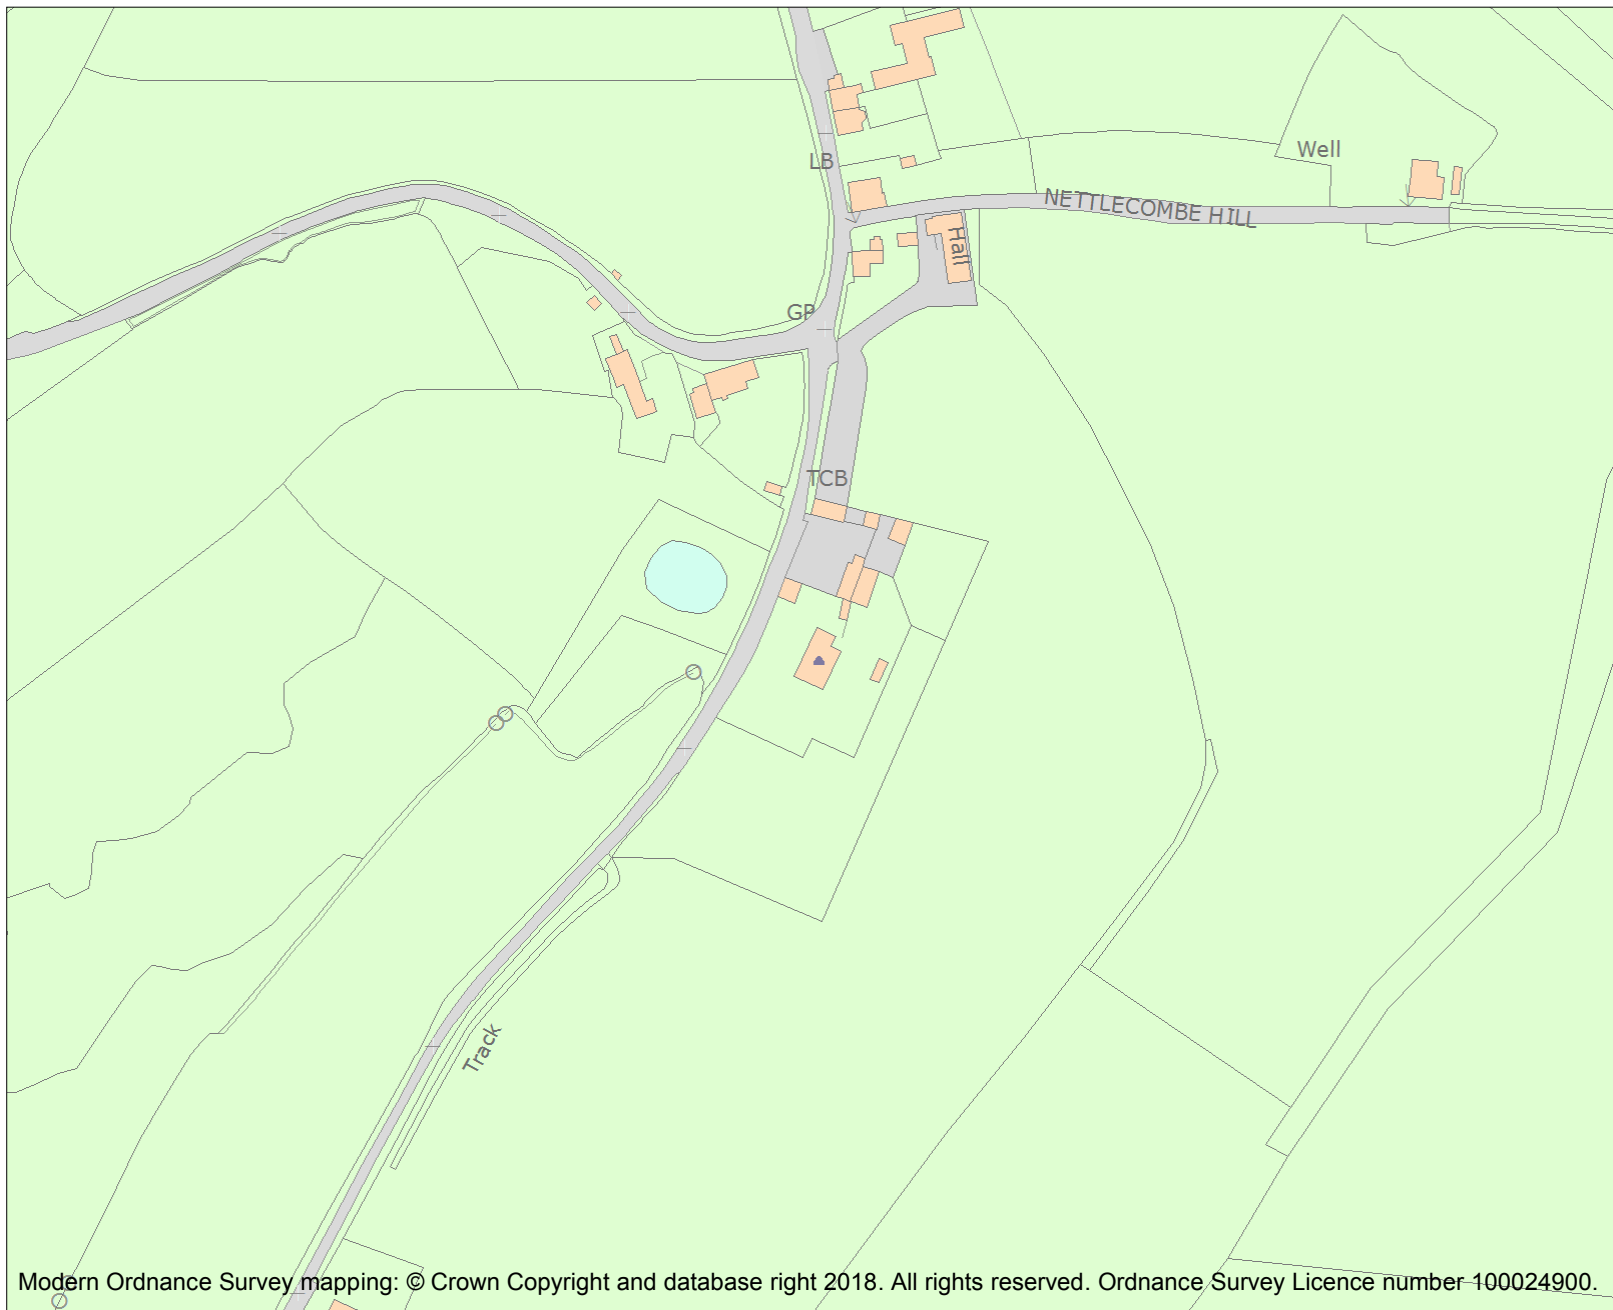 LB
Well
NETTLECOMBE HILL
Hall
GP
TCB
Track
Modern Ordnance Survey mapping: © Crown Copyright and database right 2018. All rights reserved. Ordnance Survey Licence number 100024900.